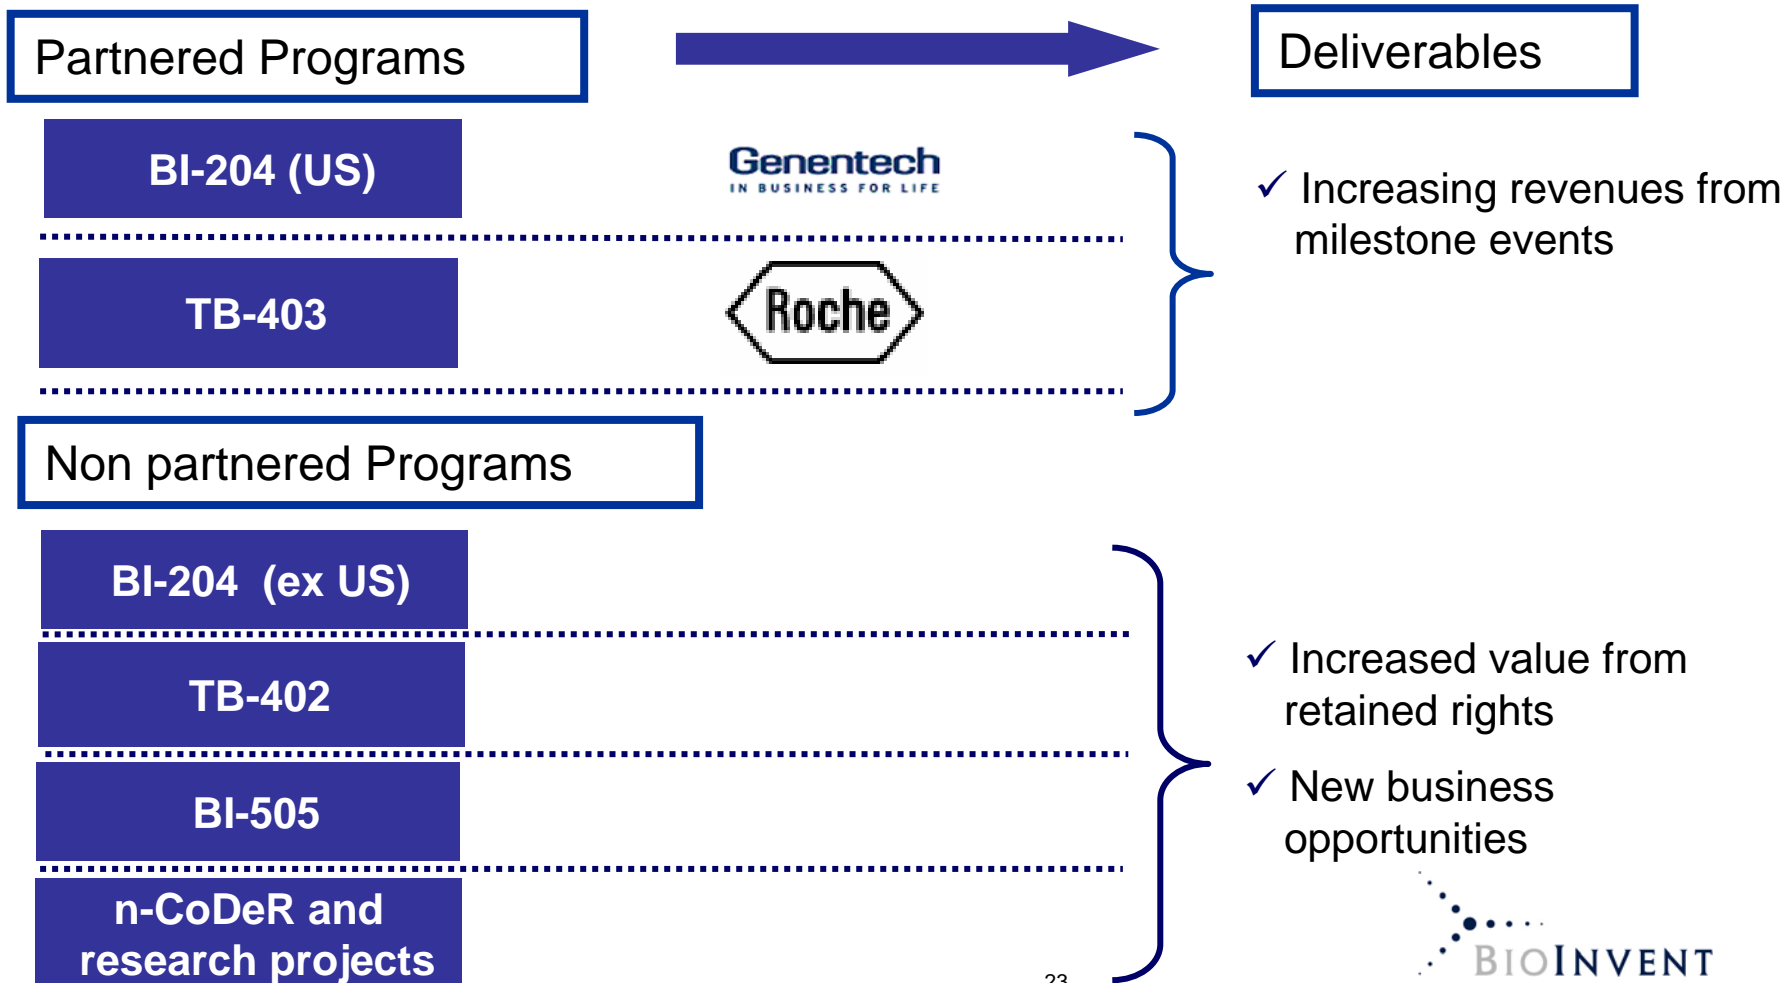 Partnered Programs
Deliverables
BI-204 (US)
Genentech
IN BUSINESS FOR LIFE
✓ Increasing revenues from
milestone events
TB-403
Roche
Non partnered Programs
BI-204 (ex US)
TB-402
✓ Increased value from
retained rights
BI-505
✓ New business
opportunities
n-CoDeR and
research projects
23
BIOINVENT